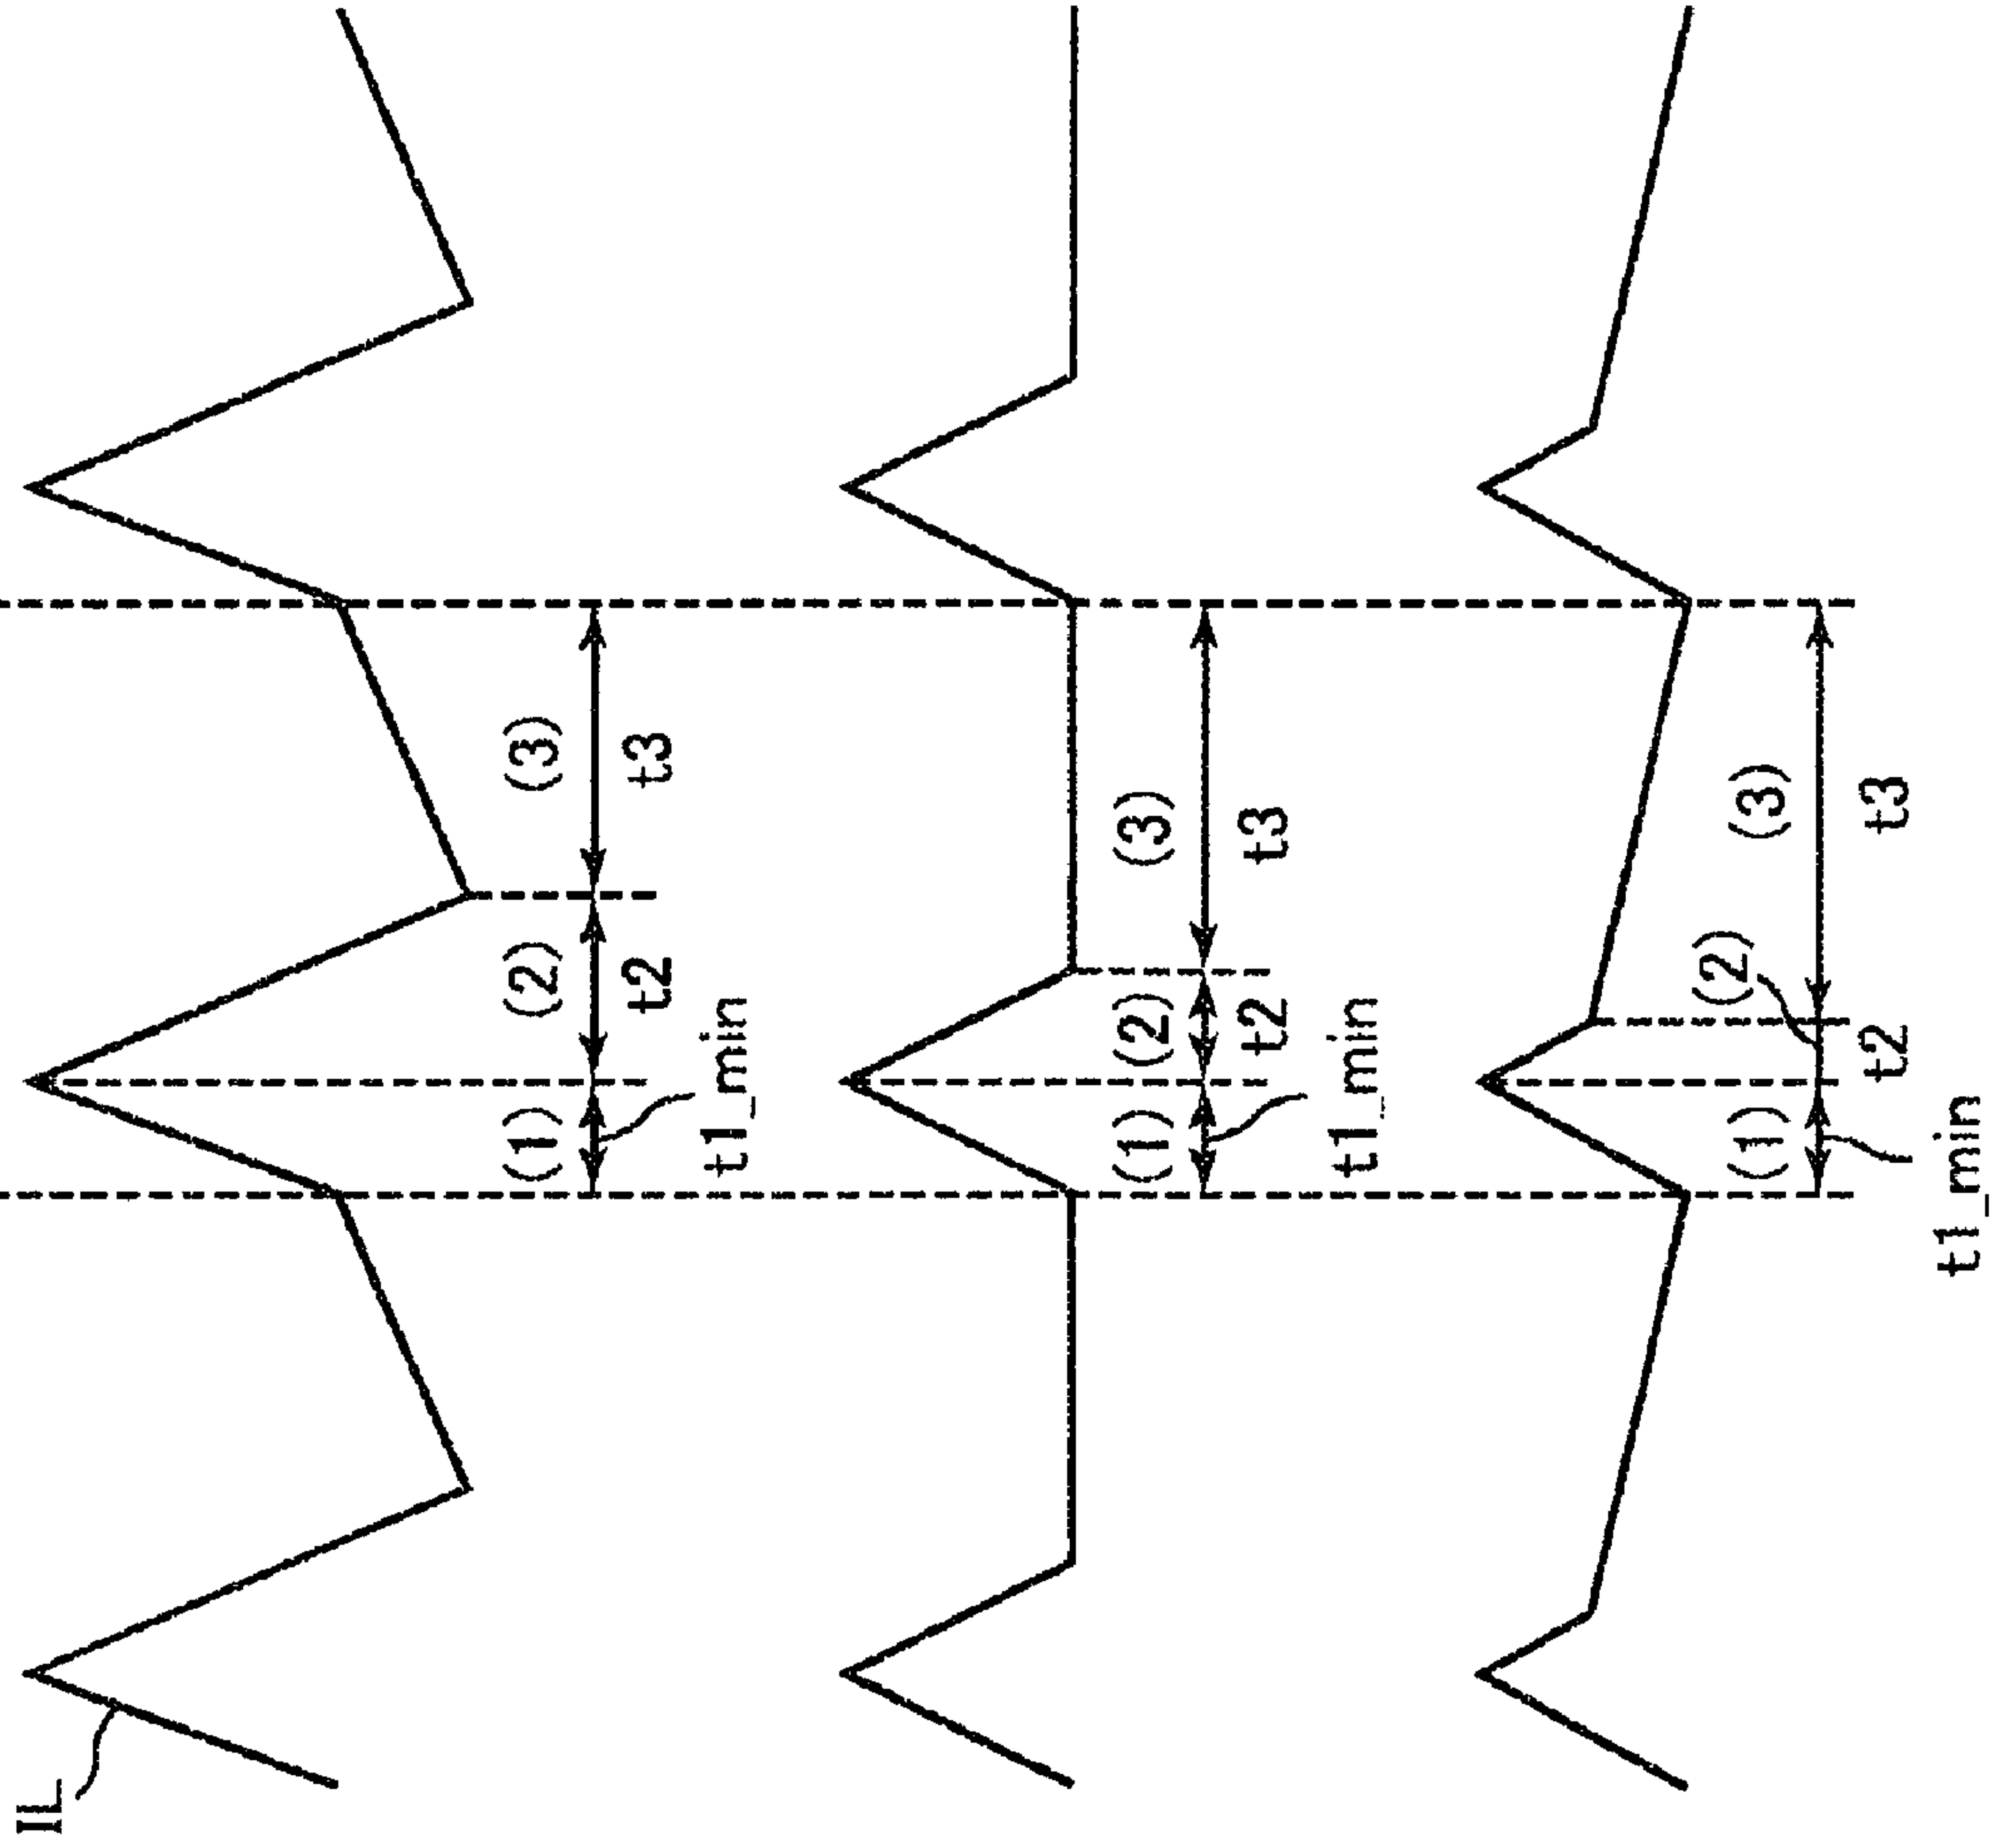 IL
(1) (2) (3)
t2 t3
t1_min
(1) (2) (3)
t2 t3
t1_min
(1) (2) (3)
t2 t3
t1_min